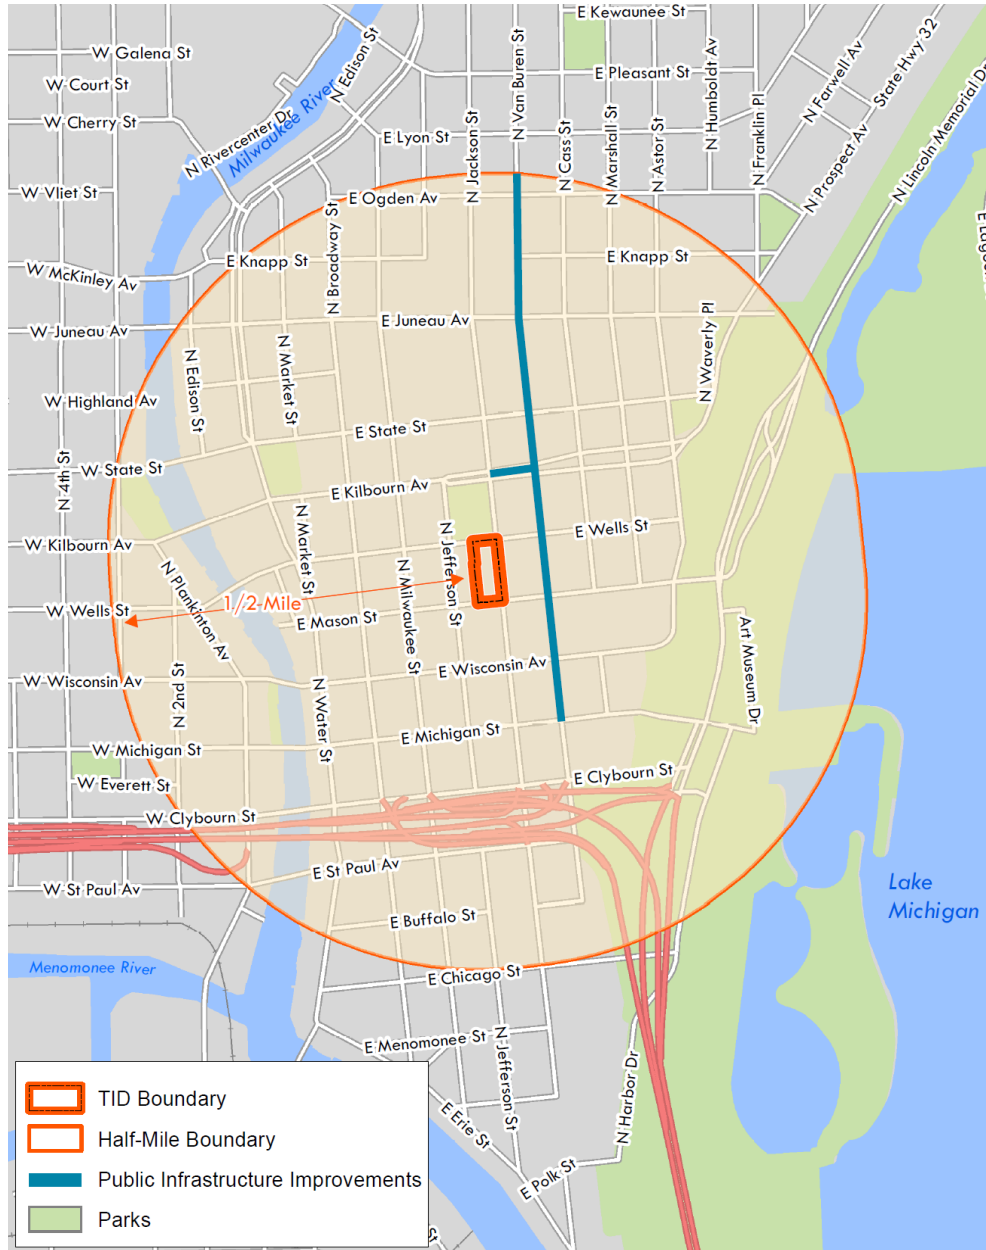 E Kewaunee St
W Galena St
N Edison St
N Van Buren St
N Humboldt Av
N Farwell Av
State Hwy 32
E Pleasant St
W Court St
N Franklin Pl
N Lincoln Memorial Dr
W Cherry St
N Rivercenter Dr
Milwaukee River
E Lyon St
N Jackson St
N Cass St
N Marshall St
N Astor St
N Prospect Av
W Vliet St
E Ogden Av
N Broadway St
E Knapp St
E Knapp St
W McKinley Av
W Juneau Av
E Juneau Av
N Waverly Pl
N Edison St
N Market St
W Highland Av
E State St
W State St
N 4th St
E Kilbourn Av
E Wells St
W Kilbourn Av
N Market St
N Jefferson St
N Plankinton Av
N Milwaukee St
1/2 Mile
W Wells St
E Mason St
Art Museum Dr
E Wisconsin Av
W Wisconsin Av
N 2nd St
N Water St
E Michigan St
W Michigan St
E Clybourn St
W Everett St
W Clybourn St
E St Paul Av
W St Paul Av
Lake
Michigan
E Buffalo St
Menomonee River
E Chicago St
E Menomonee St
N Jefferson St
N Harbor Dr
E Erie St
E Polk St
TID Boundary
Half-Mile Boundary
Public Infrastructure Improvements
Parks